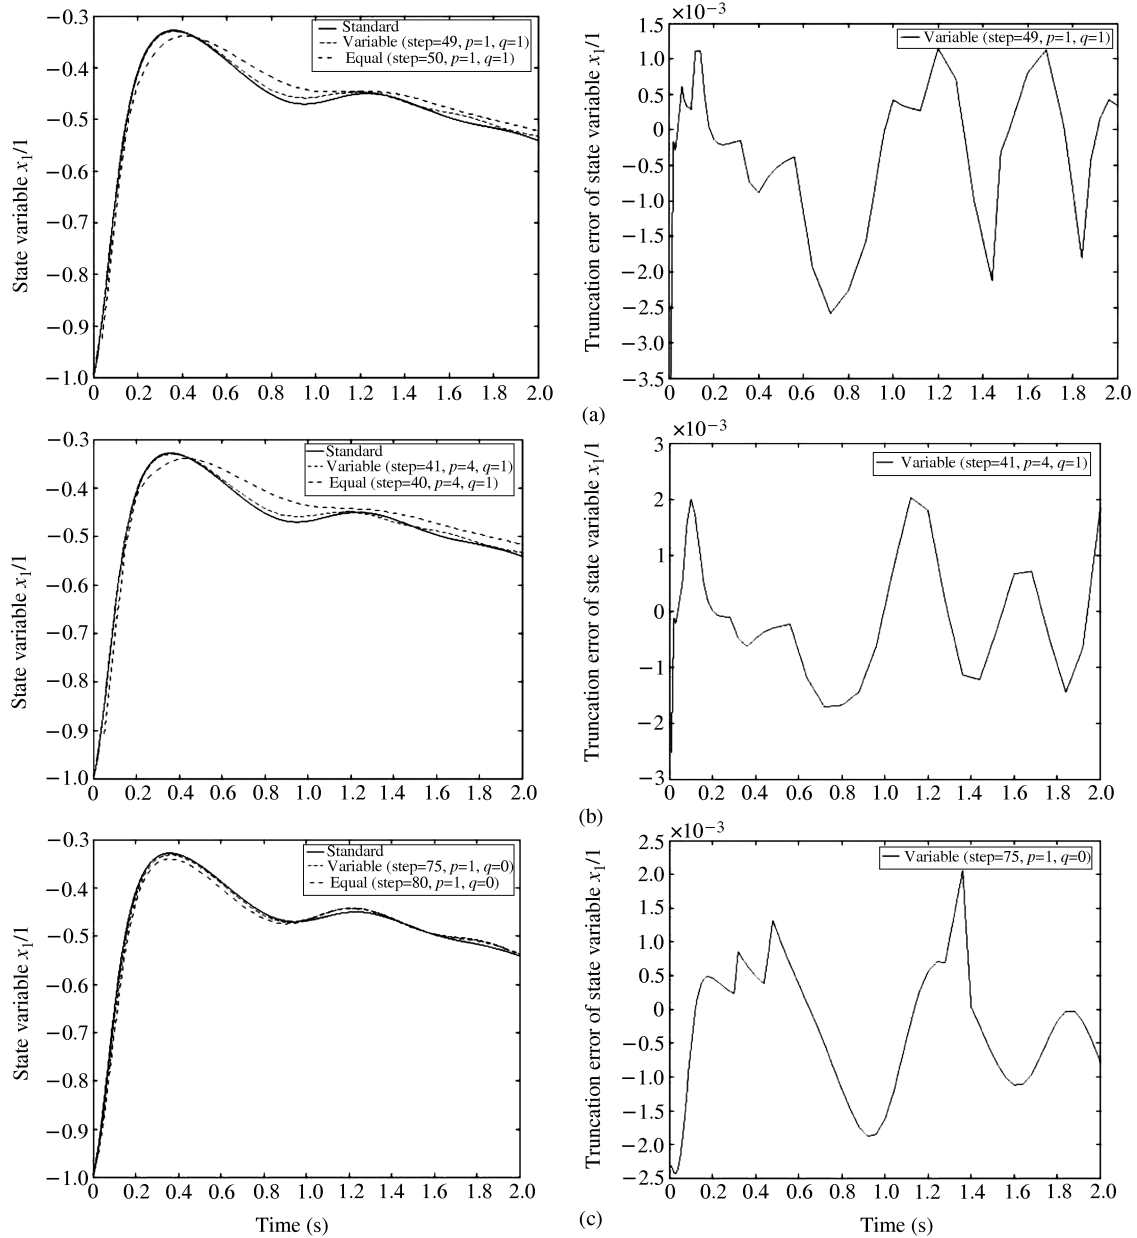 −0.3
−0.4
−0.5
−0.6
−0.7
−0.8
−0.9
−1.0
0 0.2 0.4 0.6 0.8 1.0 1.2 1.4 1.6 1.8 2.0
State variable x1/1
Standard
Variable (step=49, p=1, q=1)
Equal (step=50, p=1, q=1)
×10−3
1.5
1.0
0.5
0
−0.5
−1.0
−1.5
−2.0
−2.5
−3.0
−3.5
0 0.2 0.4 0.6 0.8 1.0 1.2 1.4 1.6 1.8 2.0
Truncation error of state variable x1/1
Variable (step=49, p=1, q=1)
(a)
−0.3
−0.4
−0.5
−0.6
−0.7
−0.8
−0.9
−1.0
0 0.2 0.4 0.6 0.8 1.0 1.2 1.4 1.6 1.8 2.0
State variable x1/1
Standard
Variable (step=41, p=4, q=1)
Equal (step=40, p=4, q=1)
×10−3
3
2
1
0
−1
−2
−3
0 0.2 0.4 0.6 0.8 1.0 1.2 1.4 1.6 1.8 2.0
Truncation error of state variable x1/1
Variable (step=41, p=4, q=1)
(b)
−0.3
−0.4
−0.5
−0.6
−0.7
−0.8
−0.9
−1.0
0 0.2 0.4 0.6 0.8 1.0 1.2 1.4 1.6 1.8 2.0
State variable x1/1
Standard
Variable (step=75, p=1, q=0)
Equal (step=80, p=1, q=0)
Time (s)
×10−3
2.5
2.0
1.5
1.0
0.5
0
−0.5
−1.0
−1.5
−2.0
−2.5
0 0.2 0.4 0.6 0.8 1.0 1.2 1.4 1.6 1.8 2.0
Truncation error of state variable x1/1
Variable (step=75, p=1, q=0)
Time (s)
(c)